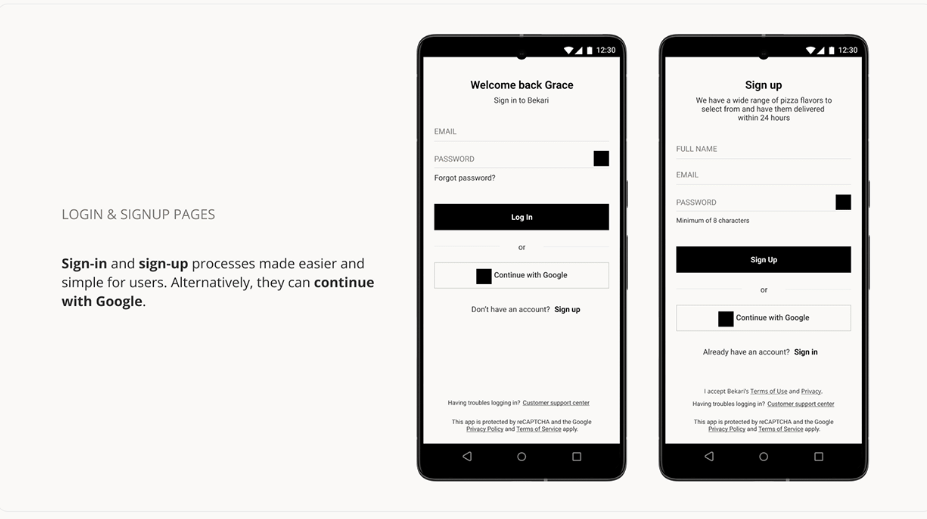 LOGIN & SIGNUP PAGES
Sign-in and sign-up processes made easier and
simple for users. Alternatively, they can continue
with Google.
12:30
Welcome back Grace
Sign in to Bekari
EMAIL
PASSWORD
Forgot password?
Log In
or
Continue with Google
Don't have an account? Sign up
Having troubles logging in? Customer support center
This app is protected by reCAPTCHA and the Google
Privacy Policy and Terms of Service apply.
12:30
Sign up
We have a wide range of pizza flavors to
select from and have them delivered
within 24 hours
FULL NAME
EMAIL
PASSWORD
Minimum of 8 characters
Sign Up
or
Continue with Google
Already have an account? Sign in
I accept Bekari's Terms of Use and Privacy.
Having troubles logging in? Customer support center
This app is protected by reCAPTCHA and the Google
Privacy Policy and Terms of Service apply.